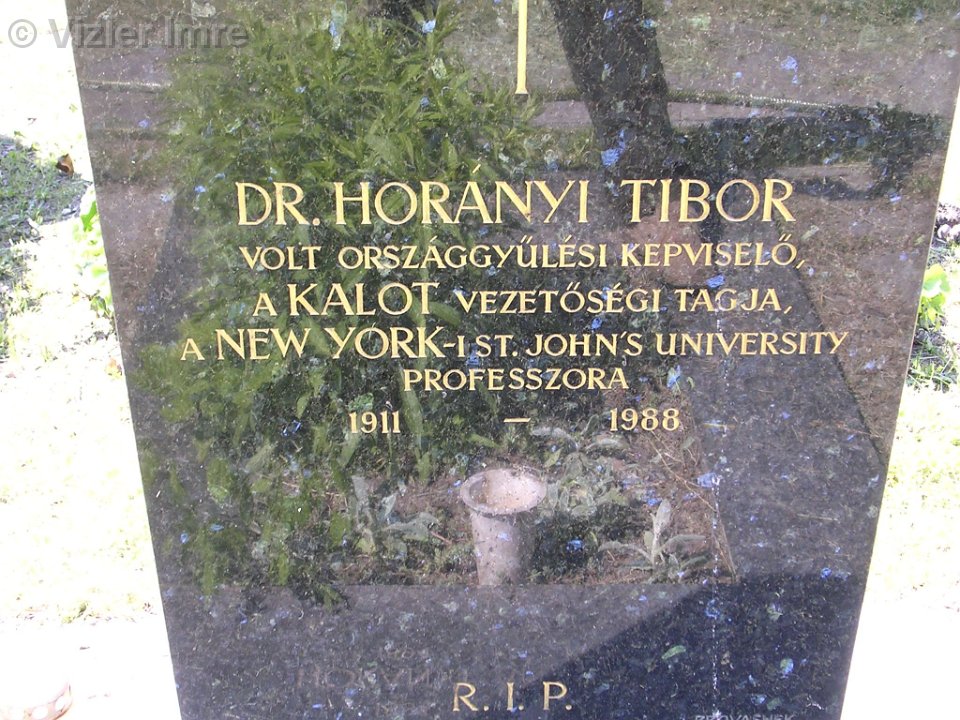 © Vizler Imre
DR. HORÁNYI TIBOR
VOLT ORSZÁGGYŰLÉSI KÉPVISELŐ,
A KALOT VEZETŐSÉGI TAGJA,
A NEW YORK-I ST. JOHN'S UNIVERSITY
PROFESSZORA
1911 — 1988
R. I. P.